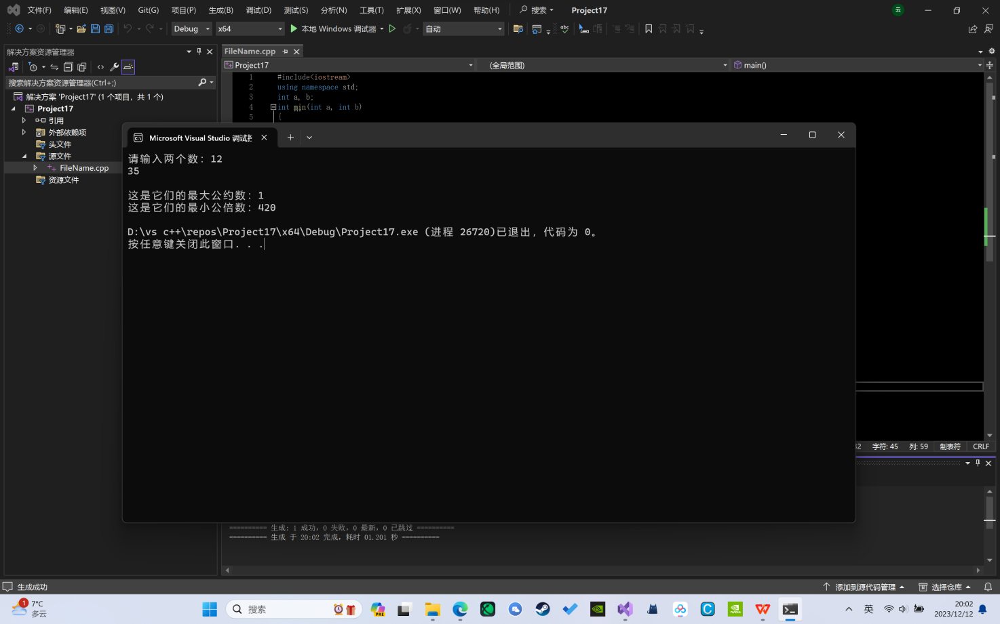 文件(F) 编辑(E) 视图(V) Git(G) 项目(P) 生成(B) 调试(D) 测试(S) 分析(N) 工具(T) 扩展(X) 窗口(W) 帮助(H) 搜索 Project17 云
Debug x64 本地 Windows 调试器 自动
解决方案资源管理器
搜索解决方案资源管理器(Ctrl+;)
解决方案 'Project17' (1 个项目，共 1 个)
Project17
引用
外部依赖项
头文件
源文件
FileName.cpp
资源文件
FileName.cpp
Project17 (全局范围) main()
1 #include<iostream>
2 using namespace std;
3 int a, b;
4 int min(int a, int b)
5 {
Microsoft Visual Studio 调试控
请输入两个数：12
35
这是它们的最大公约数：1
这是它们的最小公倍数：420
D:\vs c++\repos\Project17\x64\Debug\Project17.exe (进程 26720)已退出，代码为 0。
按任意键关闭此窗口. . .
字符: 45 列: 59 制表符 CRLF
========== 生成: 1 成功，0 失败，0 最新，0 已跳过 ==========
========== 生成 于 20:02 完成，耗时 01.201 秒 ==========
生成成功 添加到源代码管理 选择仓库
1 7°C
多云
搜索
PRE
英
20:02
2023/12/12